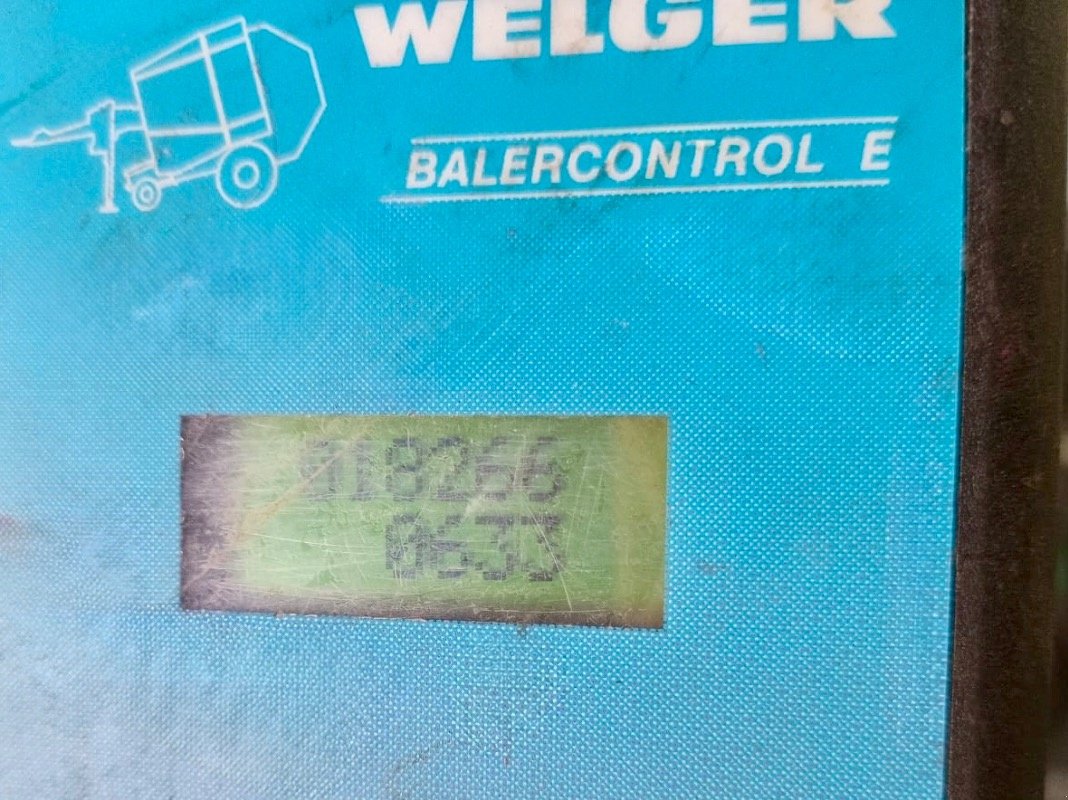 WELGER
BALERCONTROL E
018266
0633